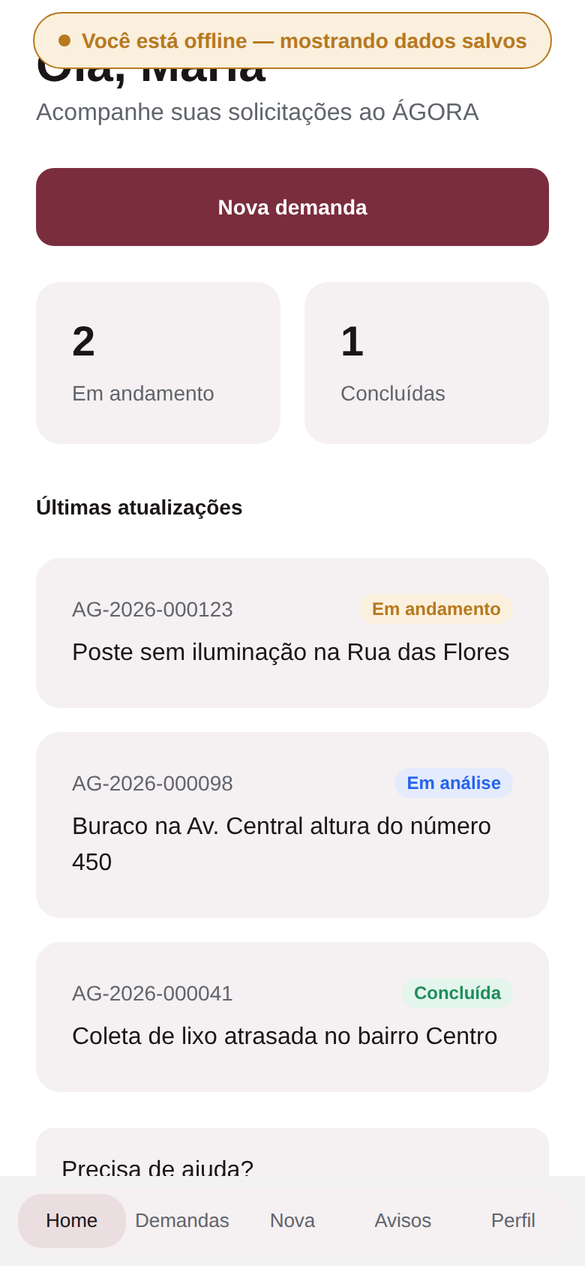 Você está offline — mostrando dados salvos
Olá, Maria
Acompanhe suas solicitações ao ÁGORA
Nova demanda
2
Em andamento
1
Concluídas
Últimas atualizações
AG-2026-000123
Em andamento
Poste sem iluminação na Rua das Flores
AG-2026-000098
Em análise
Buraco na Av. Central altura do número
450
AG-2026-000041
Concluída
Coleta de lixo atrasada no bairro Centro
Precisa de ajuda?
Home
Demandas
Nova
Avisos
Perfil